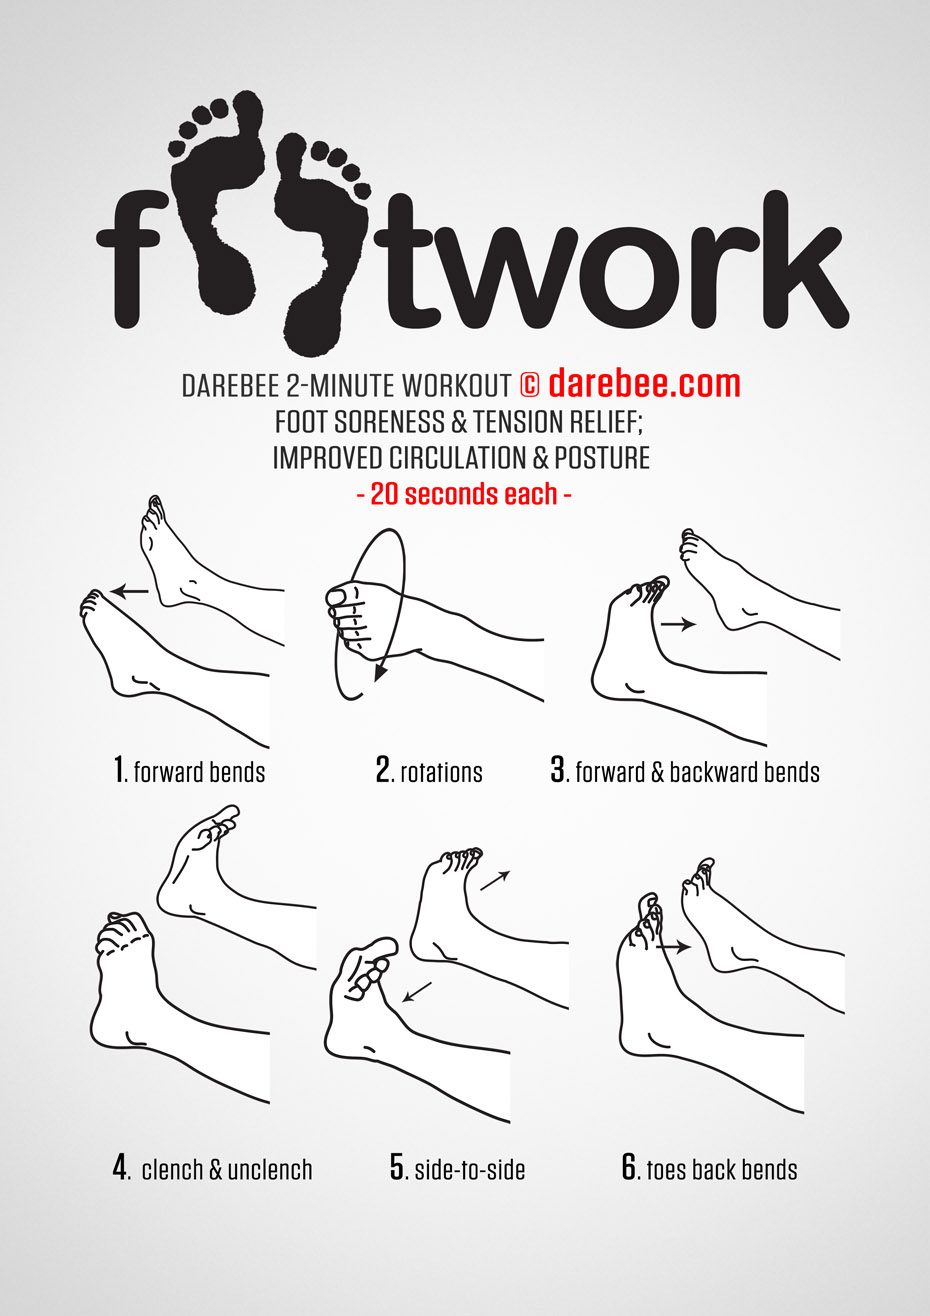 footwork
DAREBEE 2-MINUTE WORKOUT © darebee.com
FOOT SORENESS & TENSION RELIEF;
IMPROVED CIRCULATION & POSTURE
- 20 seconds each -
1. forward bends
2. rotations
3. forward & backward bends
4. clench & unclench
5. side-to-side
6. toes back bends